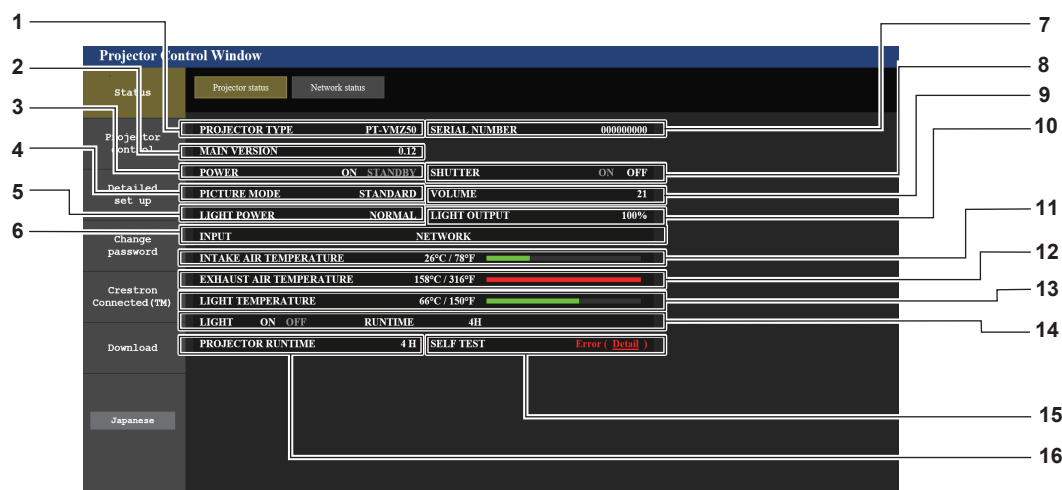 1
7
Projector Control Window
2
8
Status
Projector status
Network status
3
9
PROJECTOR TYPE PT-VMZ50
SERIAL NUMBER 000000000
10
Projector
control
MAIN VERSION 0.12
4
POWER ON STANDBY
SHUTTER ON OFF
Detailed
set up
PICTURE MODE STANDARD
VOLUME 21
5
LIGHT POWER NORMAL
LIGHT OUTPUT 100%
11
6
Change
password
INPUT NETWORK
INTAKE AIR TEMPERATURE 26°C / 78°F
12
EXHAUST AIR TEMPERATURE 158°C / 316°F
13
Crestron
Connected(TM)
LIGHT TEMPERATURE 66°C / 150°F
LIGHT ON OFF RUNTIME 4H
14
Download
PROJECTOR RUNTIME 4 H
SELF TEST Error ( Detail )
Japanese
15
16